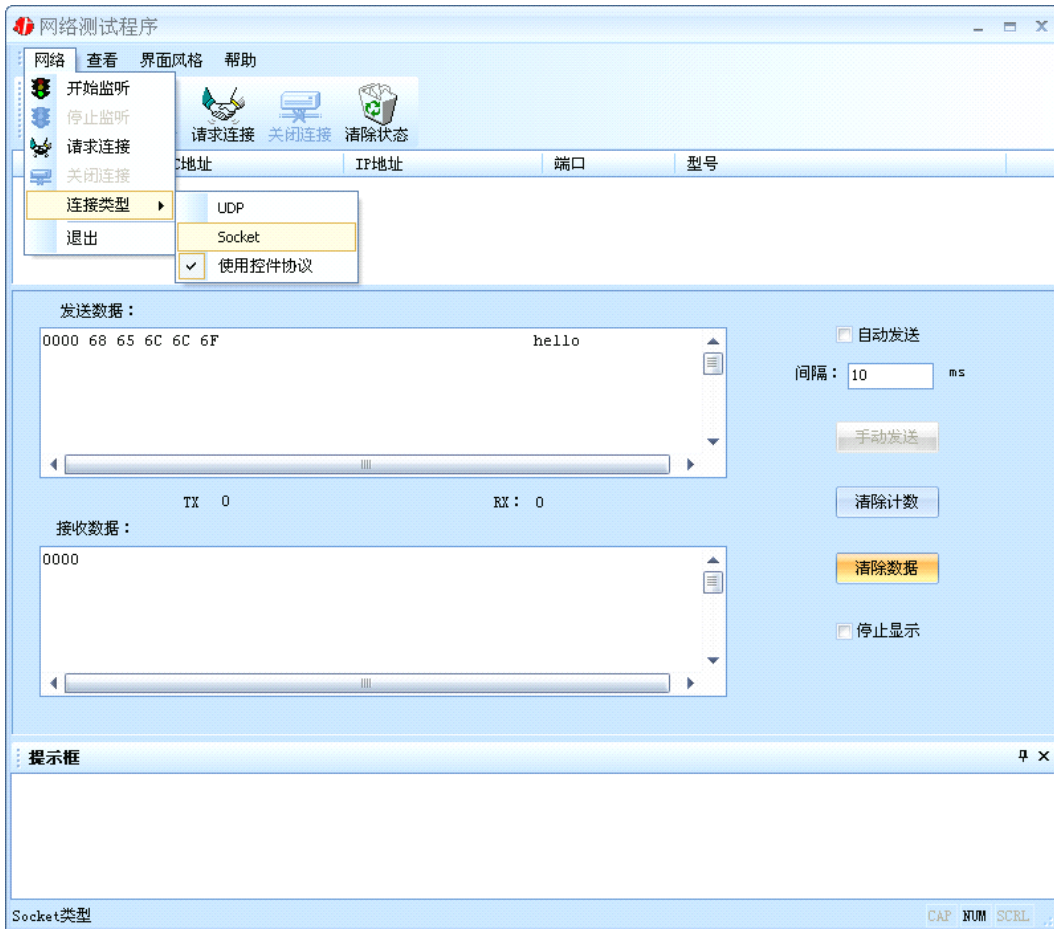 网络测试程序
网络 查看 界面风格 帮助
开始监听
停止监听
请求连接
关闭连接
连接类型
退出
UDP
Socket
使用控件协议
请求连接 关闭连接 清除状态
C地址 IP地址 端口 型号
发送数据：
0000 68 65 6C 6C 6F hello
自动发送
间隔： 10 ms
手动发送
TX 0 RX： 0
清除计数
接收数据：
0000
清除数据
停止显示
提示框
Socket类型
CAP NUM SCRL